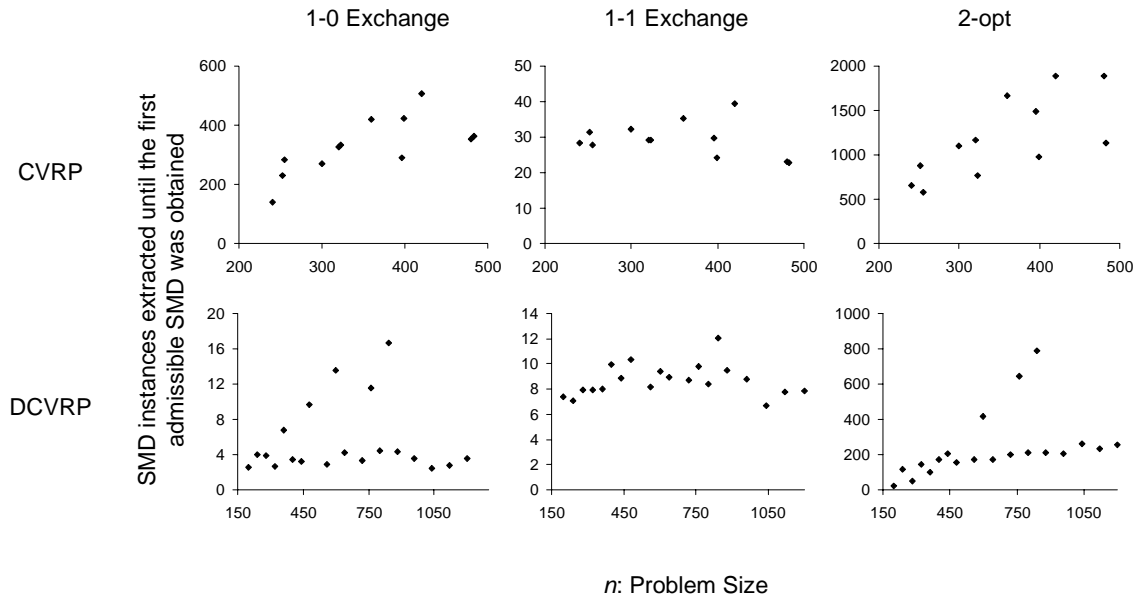 1-0 Exchange
1-1 Exchange
2-opt
CVRP
DCVRP
SMD instances extracted until the first
admissible SMD was obtained
600
400
200
0
200 300 400 500
50
40
30
20
10
0
200 300 400 500
2000
1500
1000
500
0
200 300 400 500
20
16
12
8
4
0
150 450 750 1050
14
12
10
8
6
4
2
0
150 450 750 1050
1000
800
600
400
200
0
150 450 750 1050
n: Problem Size